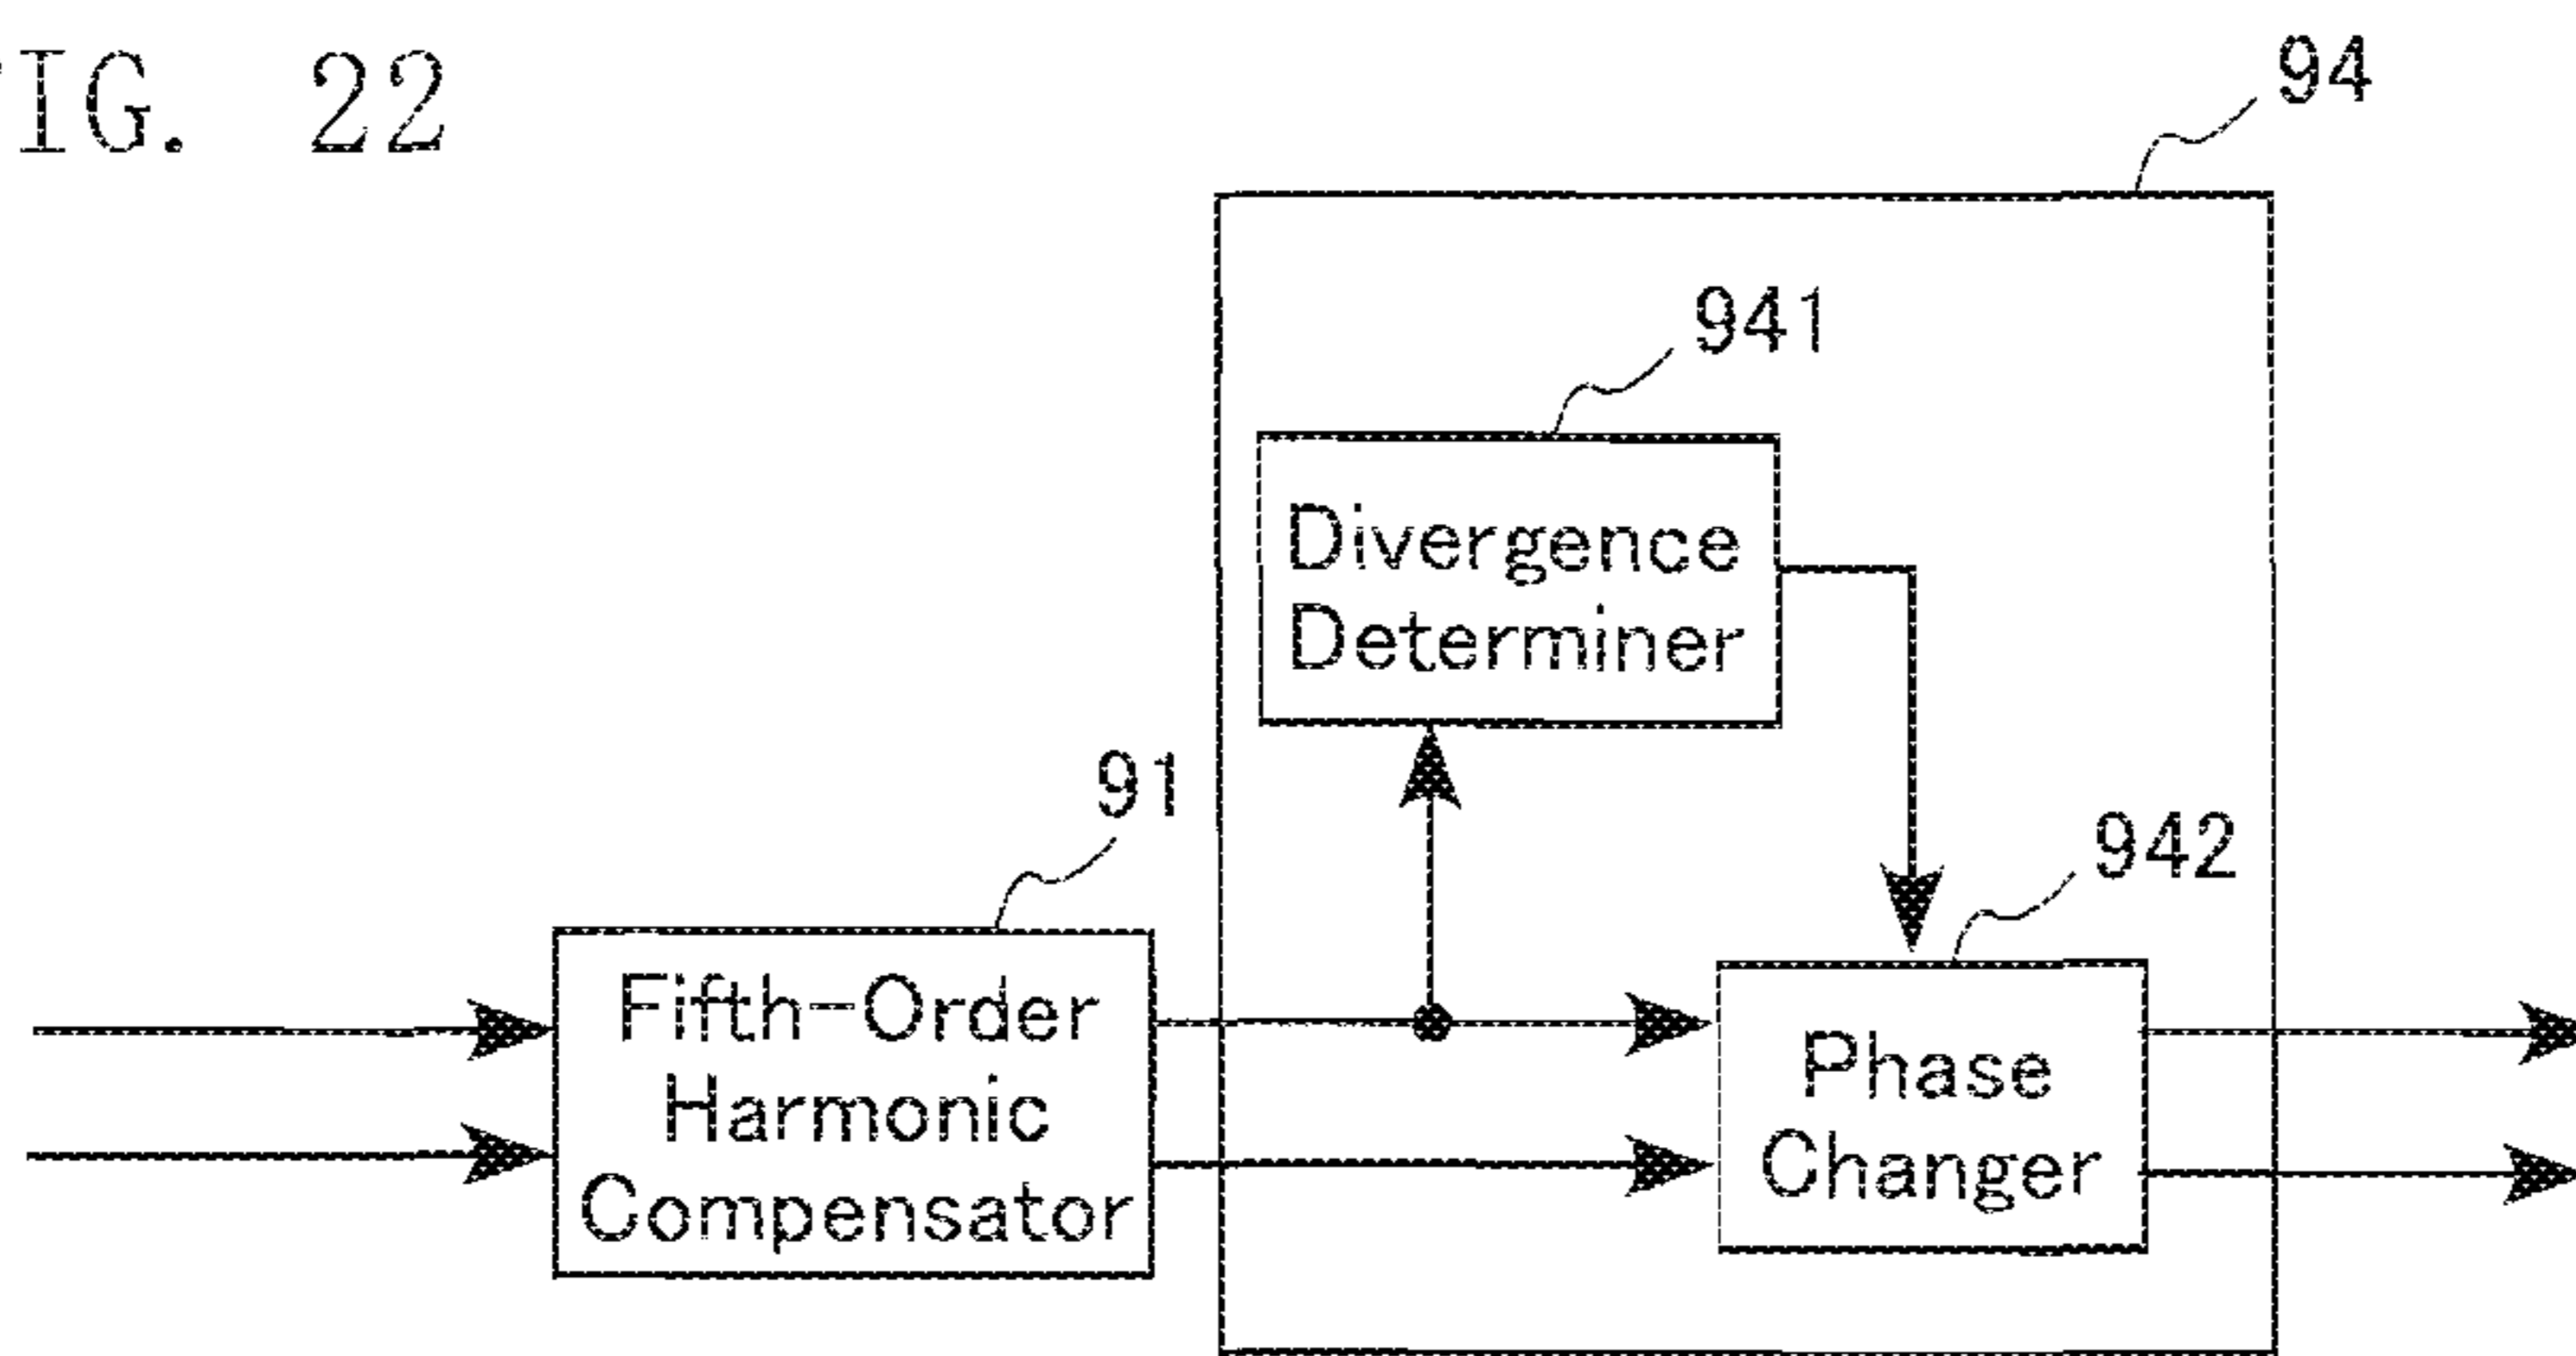 IG. 22
94
941
Divergence
Determiner
91
942
Fifth-Order
Harmonic
Compensator
Phase
Changer